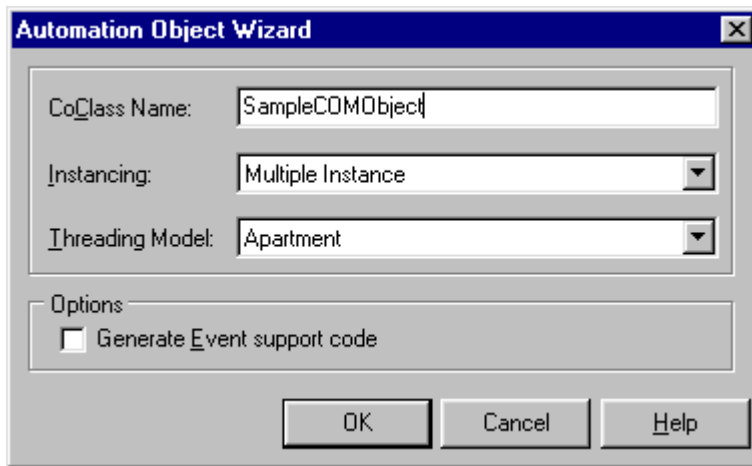 Automation Object Wizard
CoClass Name: SampleCOMObject
Instancing: Multiple Instance
Threading Model: Apartment
Options
Generate Event support code
OK Cancel Help